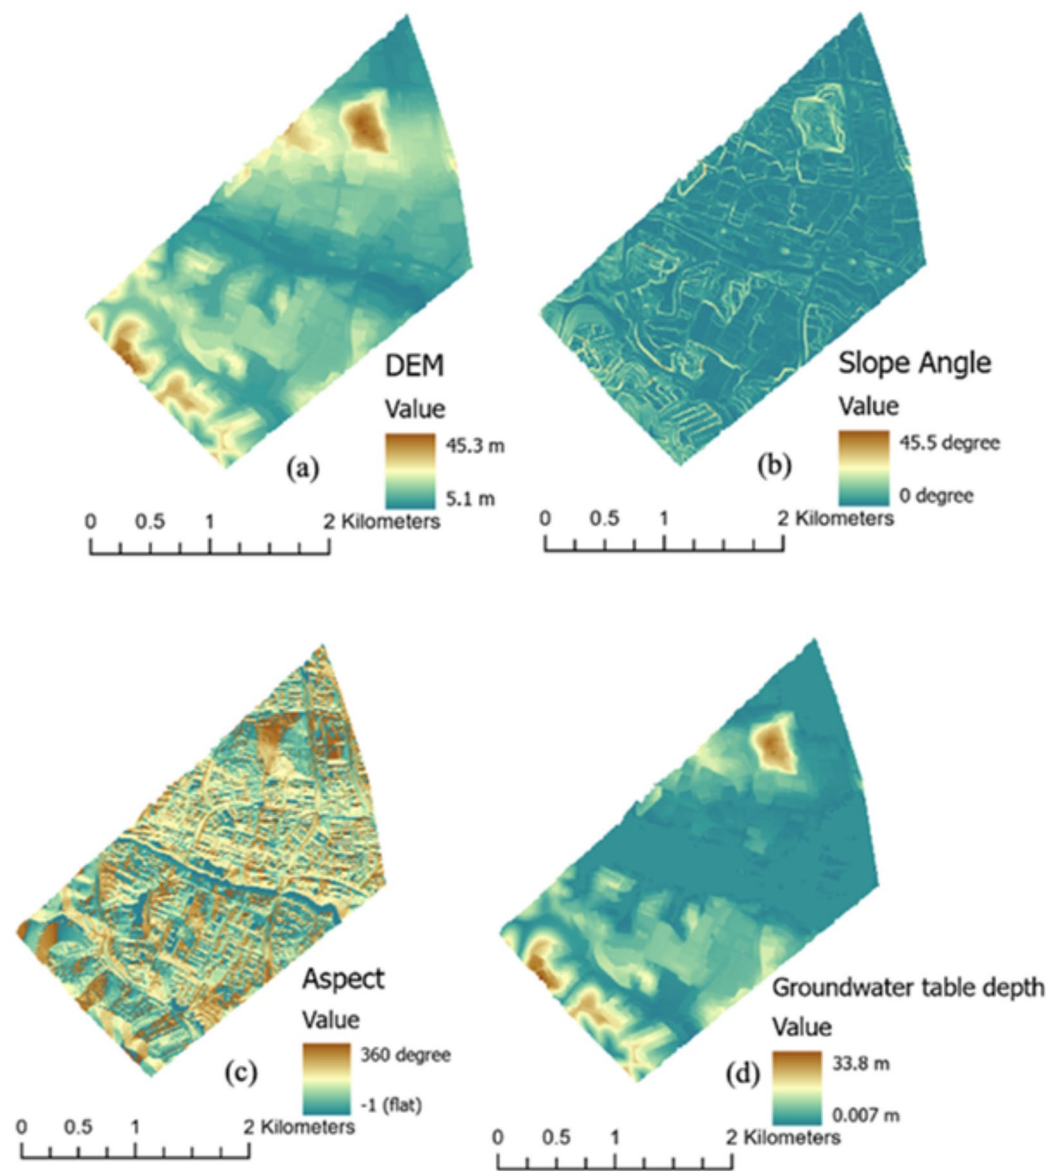 DEM
Value
45.3 m
5.1 m
(a)
0 0.5 1 2 Kilometers
Slope Angle
Value
45.5 degree
0 degree
(b)
0 0.5 1 2 Kilometers
Aspect
Value
360 degree
-1 (flat)
(c)
0 0.5 1 2 Kilometers
Groundwater table depth
Value
33.8 m
0.007 m
(d)
0 0.5 1 2 Kilometers